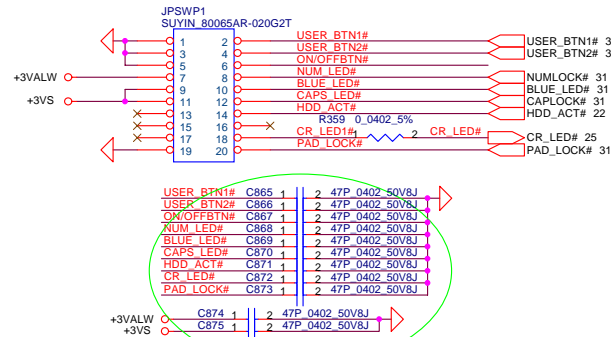 JPSWP1
SUYIN_80065AR-020G2T
1 2 USER_BTN1# USER_BTN1# 3
3 4 USER_BTN2# USER_BTN2# 3
5 6 ON/OFFBTN#
+3VALW 7 8 NUM_LED# NUMLOCK# 31
9 10 BLUE_LED# BLUE_LED# 31
+3VS 11 12 CAPS_LED# CAPLOCK# 31
13 14 HDD_ACT# HDD_ACT# 22
15 16 R359 0_0402_5%
17 18 CR_LED1# 1 2 CR_LED# CR_LED# 25
19 20 PAD_LOCK# PAD_LOCK# 31
USER_BTN1# C865 1 2 47P_0402_50V8J
USER_BTN2# C866 1 2 47P_0402_50V8J
ON/OFFBTN# C867 1 2 47P_0402_50V8J
NUM_LED# C868 1 2 47P_0402_50V8J
BLUE_LED# C869 1 2 47P_0402_50V8J
CAPS_LED# C870 1 2 47P_0402_50V8J
HDD_ACT# C871 1 2 47P_0402_50V8J
CR_LED# C872 1 2 47P_0402_50V8J
PAD_LOCK# C873 1 2 47P_0402_50V8J
+3VALW C874 1 2 47P_0402_50V8J
+3VS C875 1 2 47P_0402_50V8J